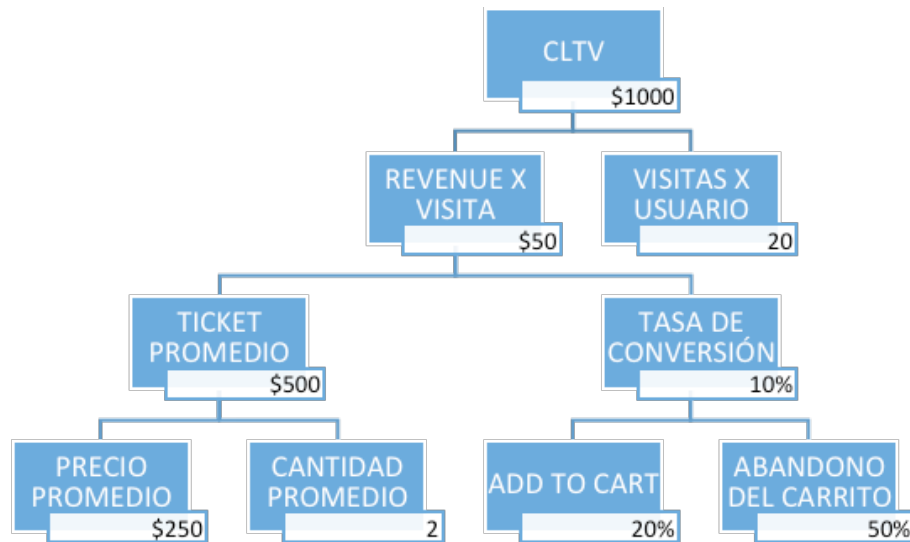 CLTV
$1000
REVENUE X
VISITA
$50
VISITAS X
USUARIO
20
TICKET
PROMEDIO
$500
TASA DE
CONVERSIÓN
10%
PRECIO
PROMEDIO
$250
CANTIDAD
PROMEDIO
2
ADD TO CART
20%
ABANDONO
DEL CARRITO
50%